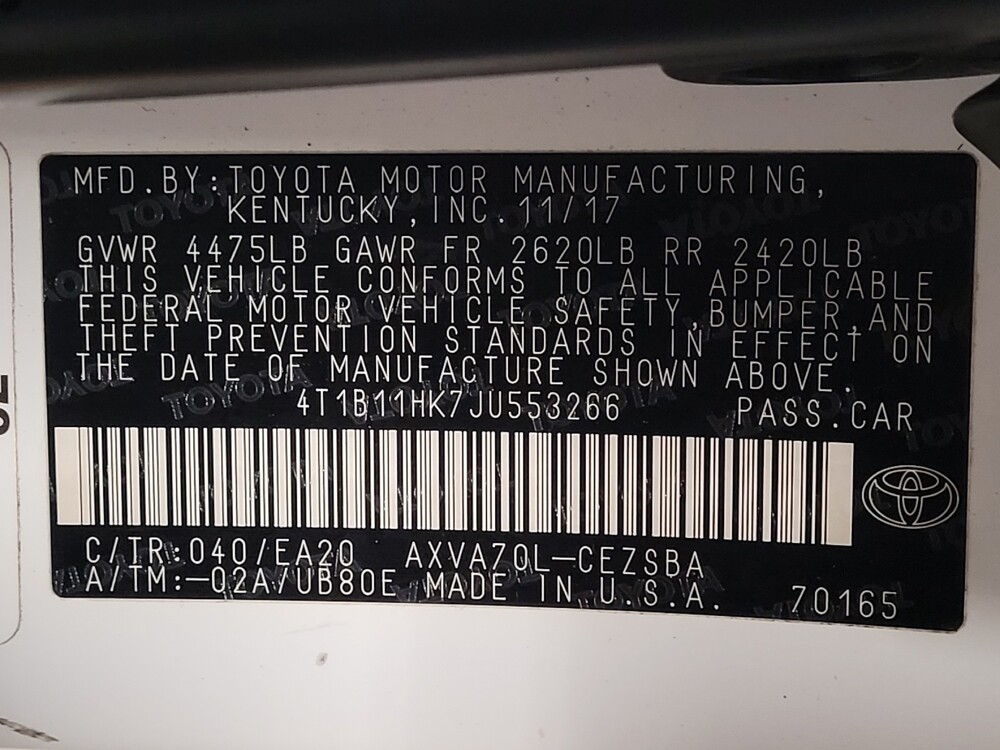 MFD.BY:TOYOTA MOTOR MANUFACTURING,
KENTUCKY,INC.11/17
GVWR 4475LB GAWR FR 2620LB RR 2420LB
THIS VEHICLE CONFORMS TO ALL APPLICABLE
FEDERAL MOTOR VEHICLE SAFETY,BUMPER,AND
THEFT PREVENTION STANDARDS IN EFFECT ON
THE DATE OF MANUFACTURE SHOWN ABOVE.
4T1B11HK7JU553266 PASS.CAR
C/TR:040/EA20 AXVA70L-CEZSBA
A/TM:-02A/UB80E MADE IN U.S.A. 70165